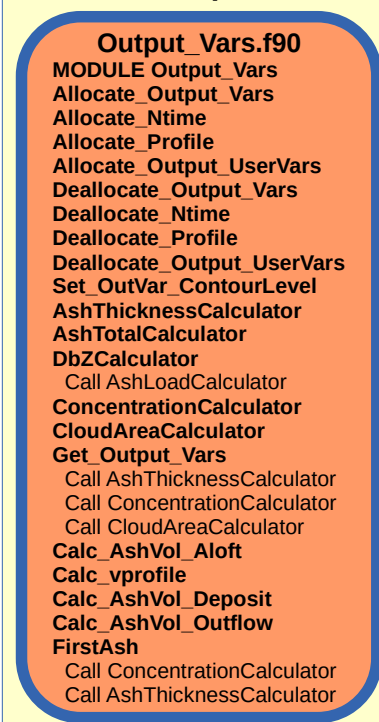 Output_Vars.f90
MODULE Output_Vars
Allocate_Output_Vars
Allocate_Ntime
Allocate_Profile
Allocate_Output_UserVars
Deallocate_Output_Vars
Deallocate_Ntime
Deallocate_Profile
Deallocate_Output_UserVars
Set_OutVar_ContourLevel
AshThicknessCalculator
AshTotalCalculator
DbZCalculator
Call AshLoadCalculator
ConcentrationCalculator
CloudAreaCalculator
Get_Output_Vars
Call AshThicknessCalculator
Call ConcentrationCalculator
Call CloudAreaCalculator
Calc_AshVol_Aloft
Calc_vprofile
Calc_AshVol_Deposit
Calc_AshVol_Outflow
FirstAsh
Call ConcentrationCalculator
Call AshThicknessCalculator